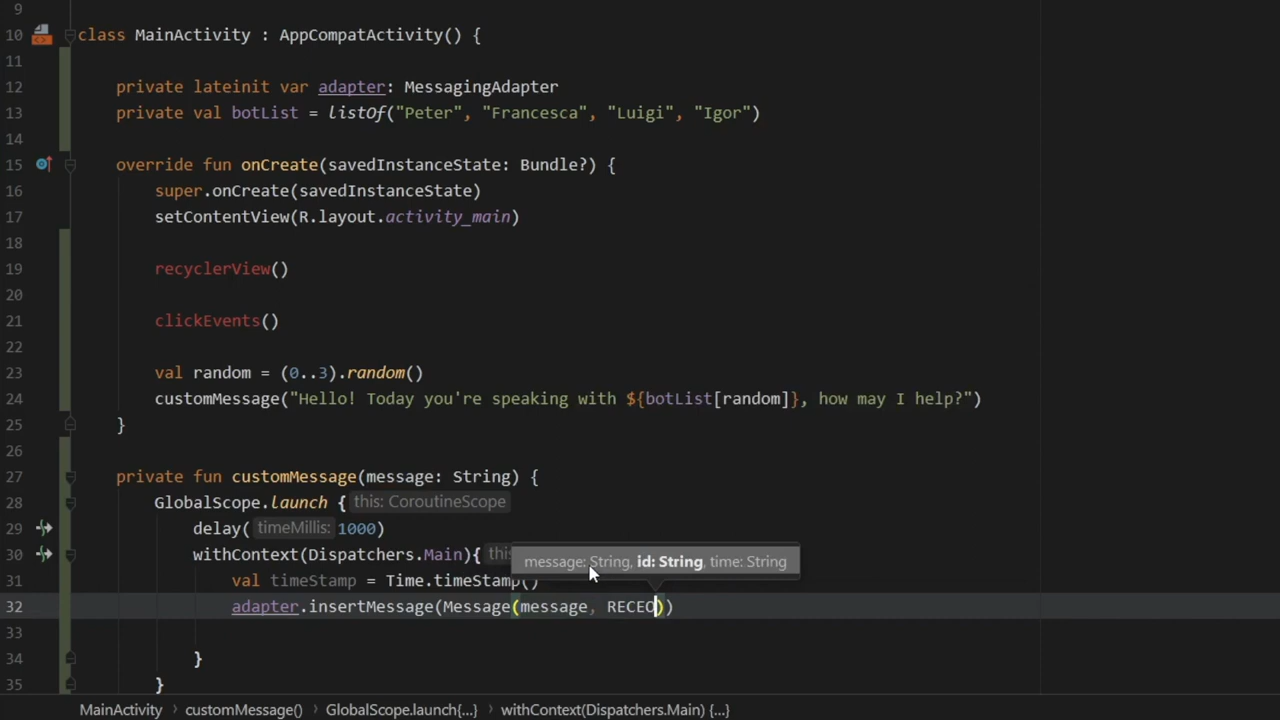 9
10 class MainActivity : AppCompatActivity() {
11
12 private lateinit var adapter: MessagingAdapter
13 private val botList = listOf("Peter", "Francesca", "Luigi", "Igor")
14
15 override fun onCreate(savedInstanceState: Bundle?) {
16 super.onCreate(savedInstanceState)
17 setContentView(R.layout.activity_main)
18
19 recyclerView()
20
21 clickEvents()
22
23 val random = (0..3).random()
24 customMessage("Hello! Today you're speaking with ${botList[random]}, how may I help?")
25 }
26
27 private fun customMessage(message: String) {
28 GlobalScope.launch { this: CoroutineScope
29 delay( timeMillis: 1000)
30 withContext(Dispatchers.Main){ this
message: String, id: String, time: String
31 val timeStamp = Time.timeStamp()
32 adapter.insertMessage(Message(message, RECEO))
33
34 }
35 }
MainActivity › customMessage() › GlobalScope.launch{...} › withContext(Dispatchers.Main) {...}